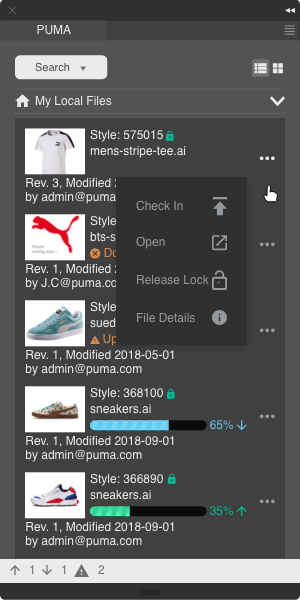 PUMA
Search
My Local Files
Style: 575015
mens-stripe-tee.ai
Rev. 3, Modified 2
by admin@puma
Check In
Open
Release Lock
File Details
Style
bts-s
Do
Rev. 1, Modified 2
by J.C@puma.co
Style
sued
Up
Rev. 1, Modified 2018-05-01
by admin@puma.com
Style: 368100
sneakers.ai
65%
Rev. 1, Modified 2018-09-01
by admin@puma.com
Style: 366890
sneakers.ai
35%
Rev. 1, Modified 2018-09-01
by admin@puma.com
1 1 2